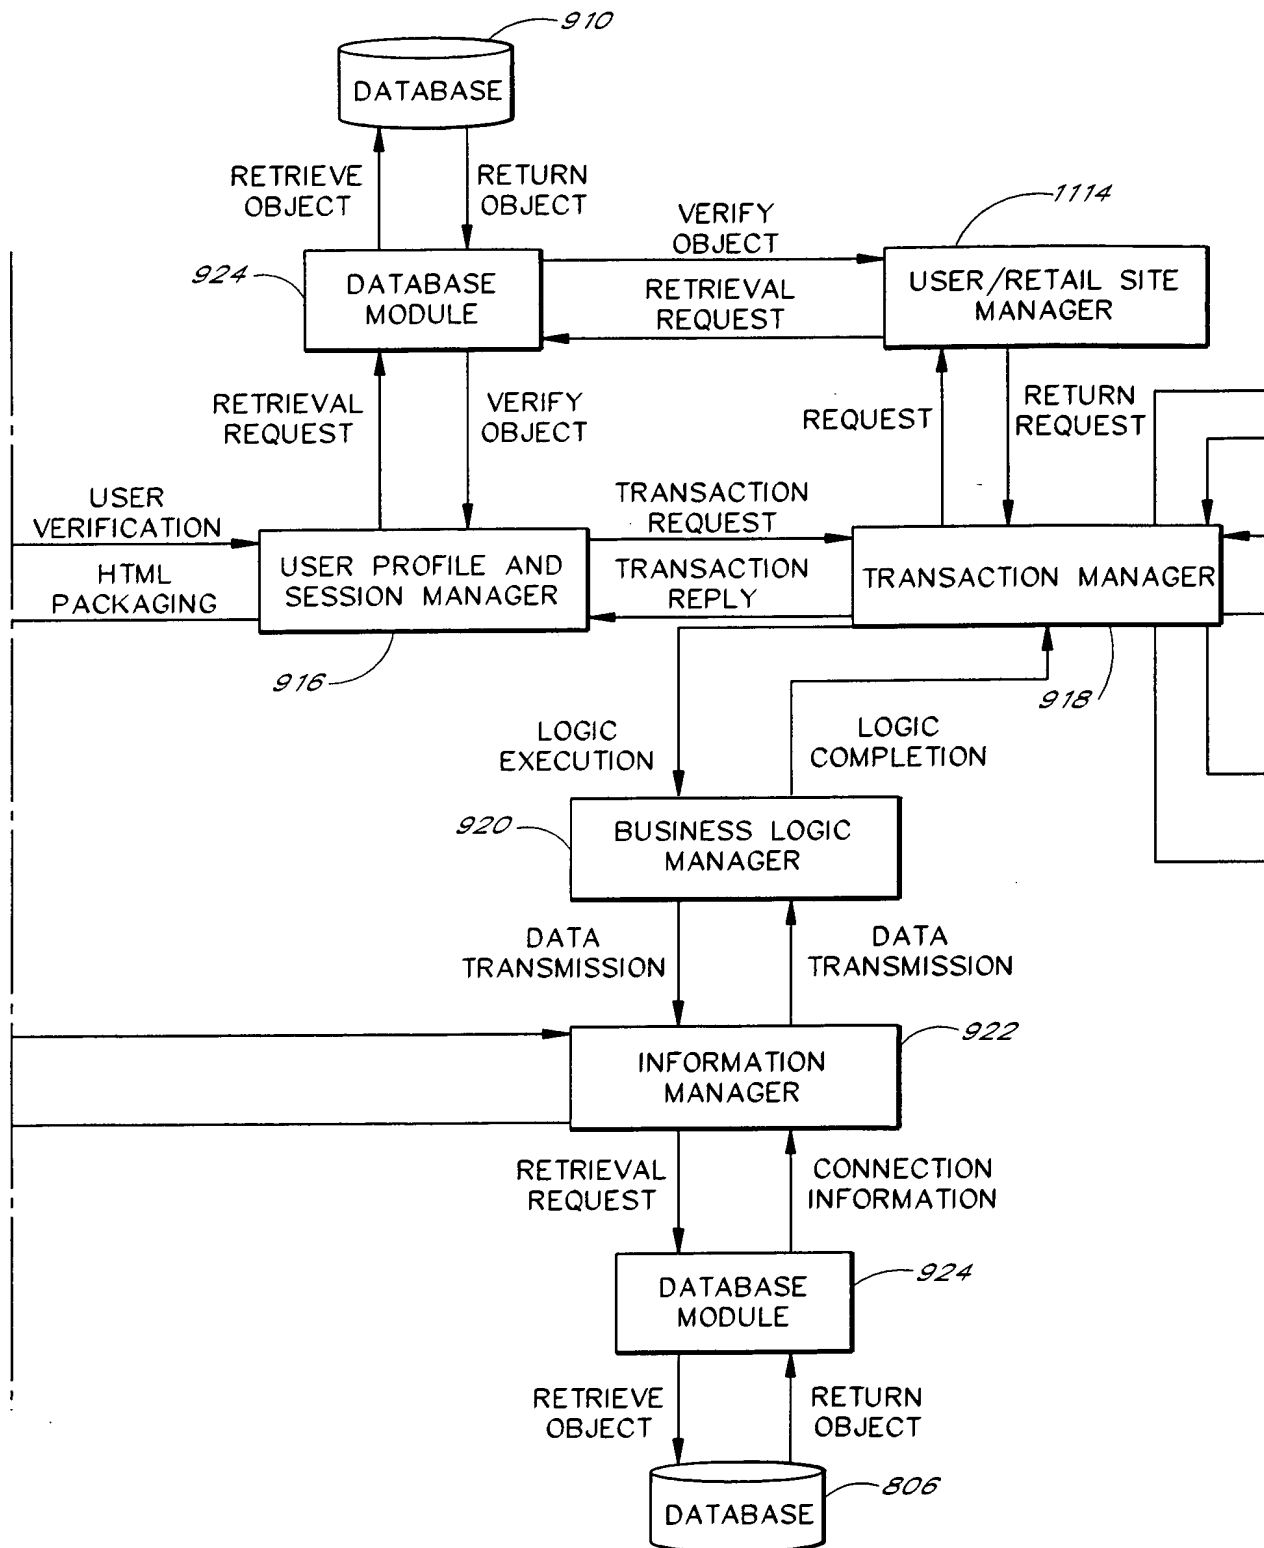 910
DATABASE
RETRIEVE
OBJECT
RETURN
OBJECT
1114
VERIFY
OBJECT
924
DATABASE
MODULE
RETRIEVAL
REQUEST
USER/RETAIL SITE
MANAGER
RETRIEVAL
REQUEST
VERIFY
OBJECT
REQUEST
RETURN
REQUEST
USER
VERIFICATION
TRANSACTION
REQUEST
HTML
PACKAGING
USER PROFILE AND
SESSION MANAGER
TRANSACTION
REPLY
TRANSACTION MANAGER
916
918
LOGIC
EXECUTION
LOGIC
COMPLETION
920
BUSINESS LOGIC
MANAGER
DATA
TRANSMISSION
DATA
TRANSMISSION
922
INFORMATION
MANAGER
RETRIEVAL
REQUEST
CONNECTION
INFORMATION
924
DATABASE
MODULE
RETRIEVE
OBJECT
RETURN
OBJECT
806
DATABASE